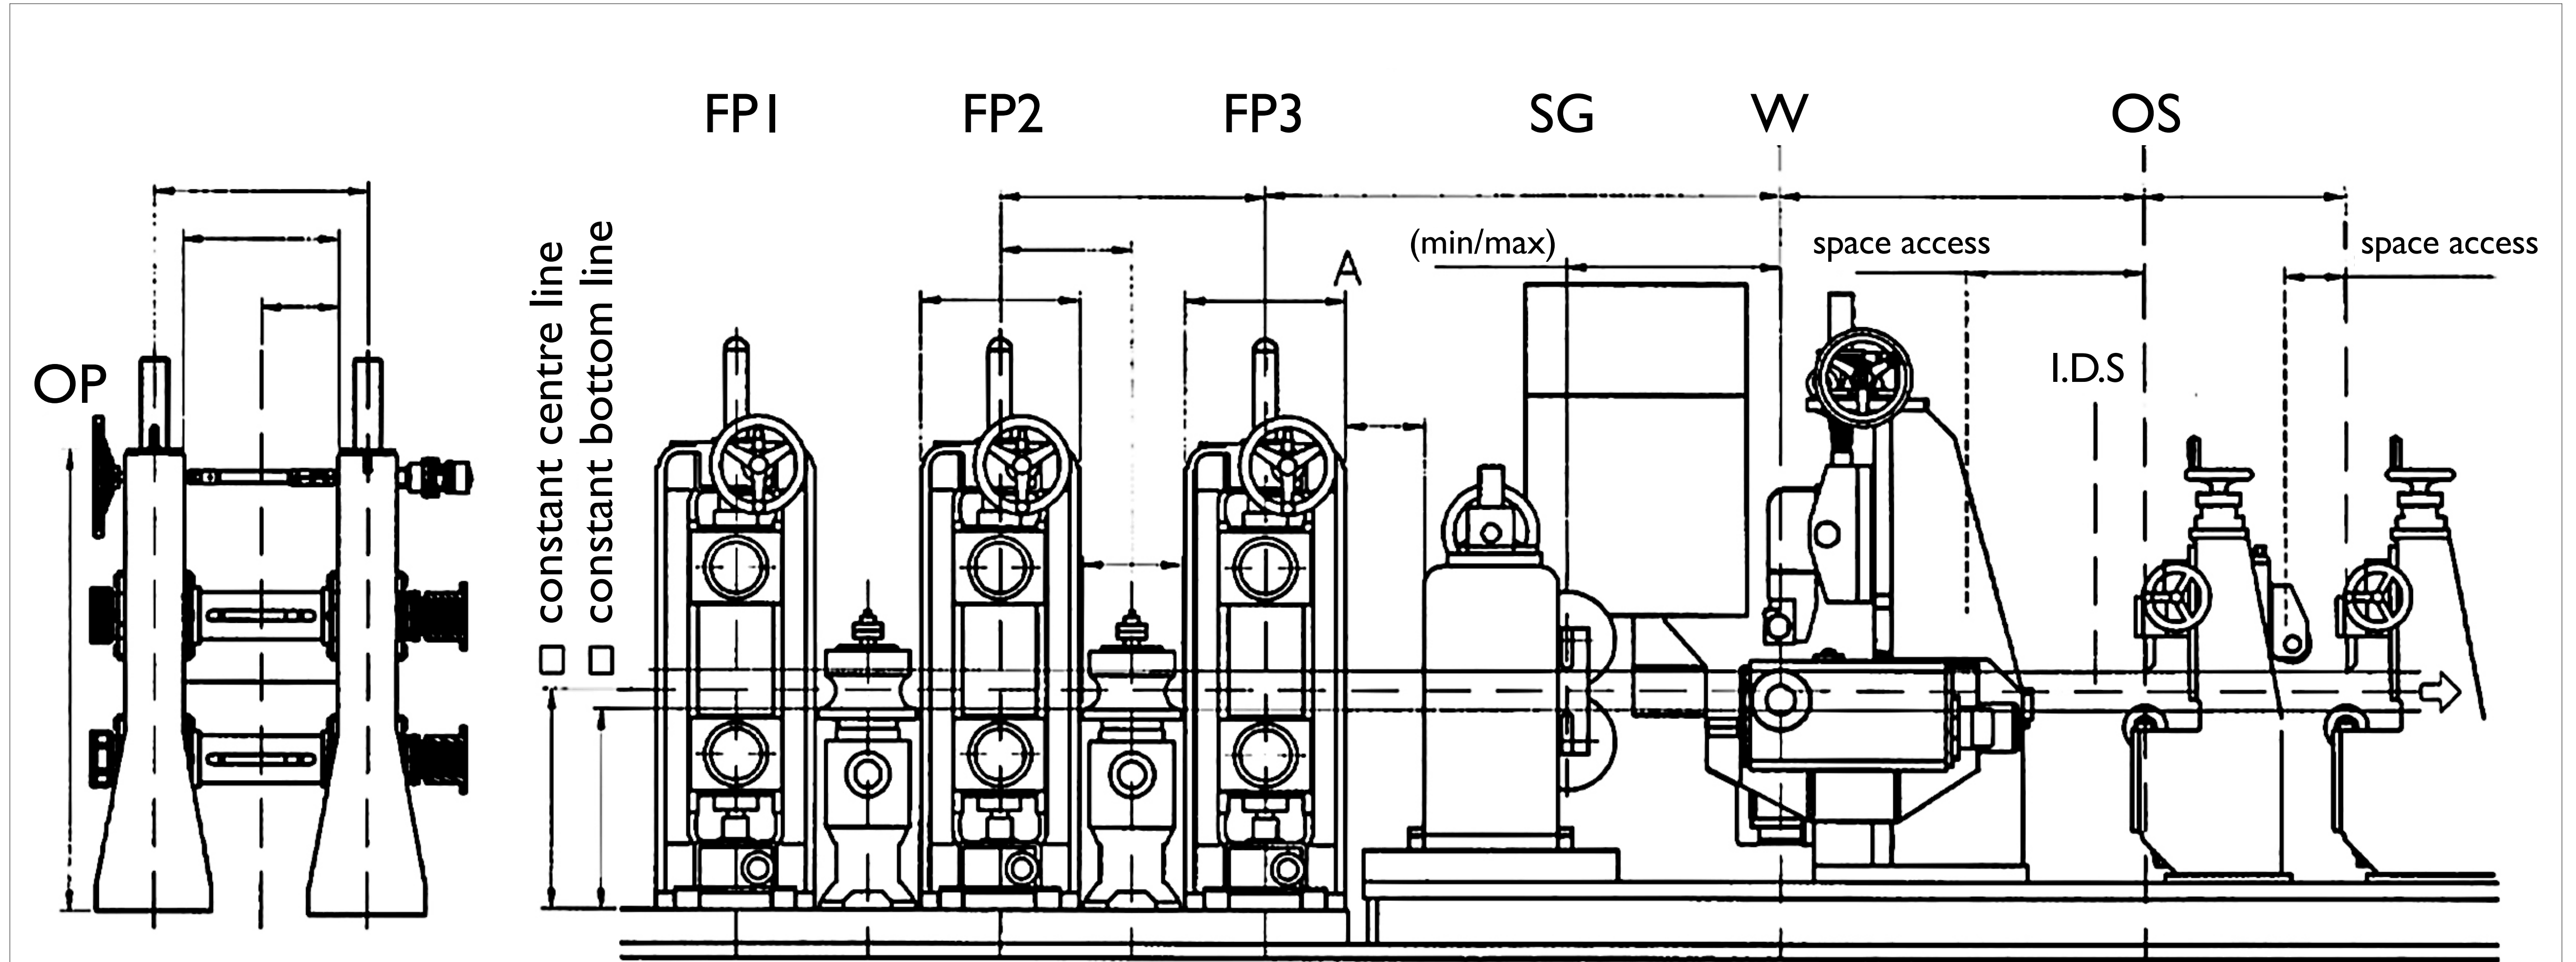 FP1 FP2 FP3 SG W OS
(min/max) space access space access
A
OP
I.D.S
constant centre line
constant bottom line